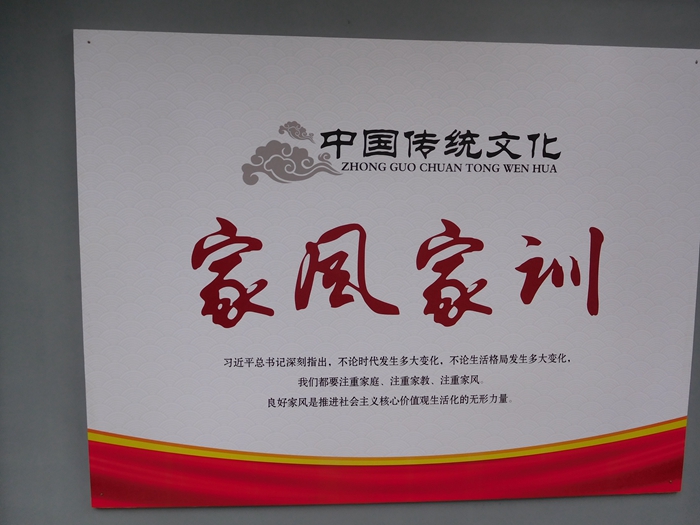 中国传统文化
ZHONG GUO CHUAN TONG WEN HUA
家风家训
习近平总书记深刻指出，不论时代发生多大变化，不论生活格局发生多大变化，
我们都要注重家庭、注重家教、注重家风。
良好家风是推进社会主义核心价值观生活化的无形力量。